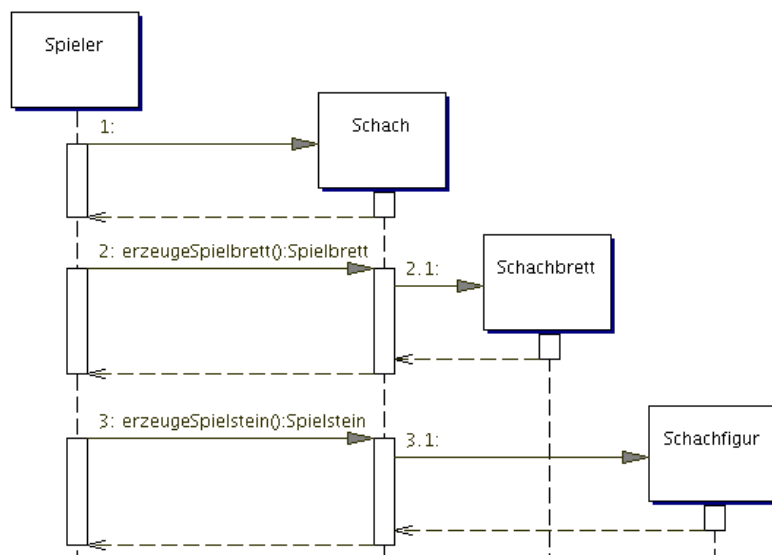 Spieler
1:
Schach
2: erzeugeSpielbrett():Spielbrett
2.1:
Schachbrett
3: erzeugeSpielstein():Spielstein
3.1:
Schachfigur